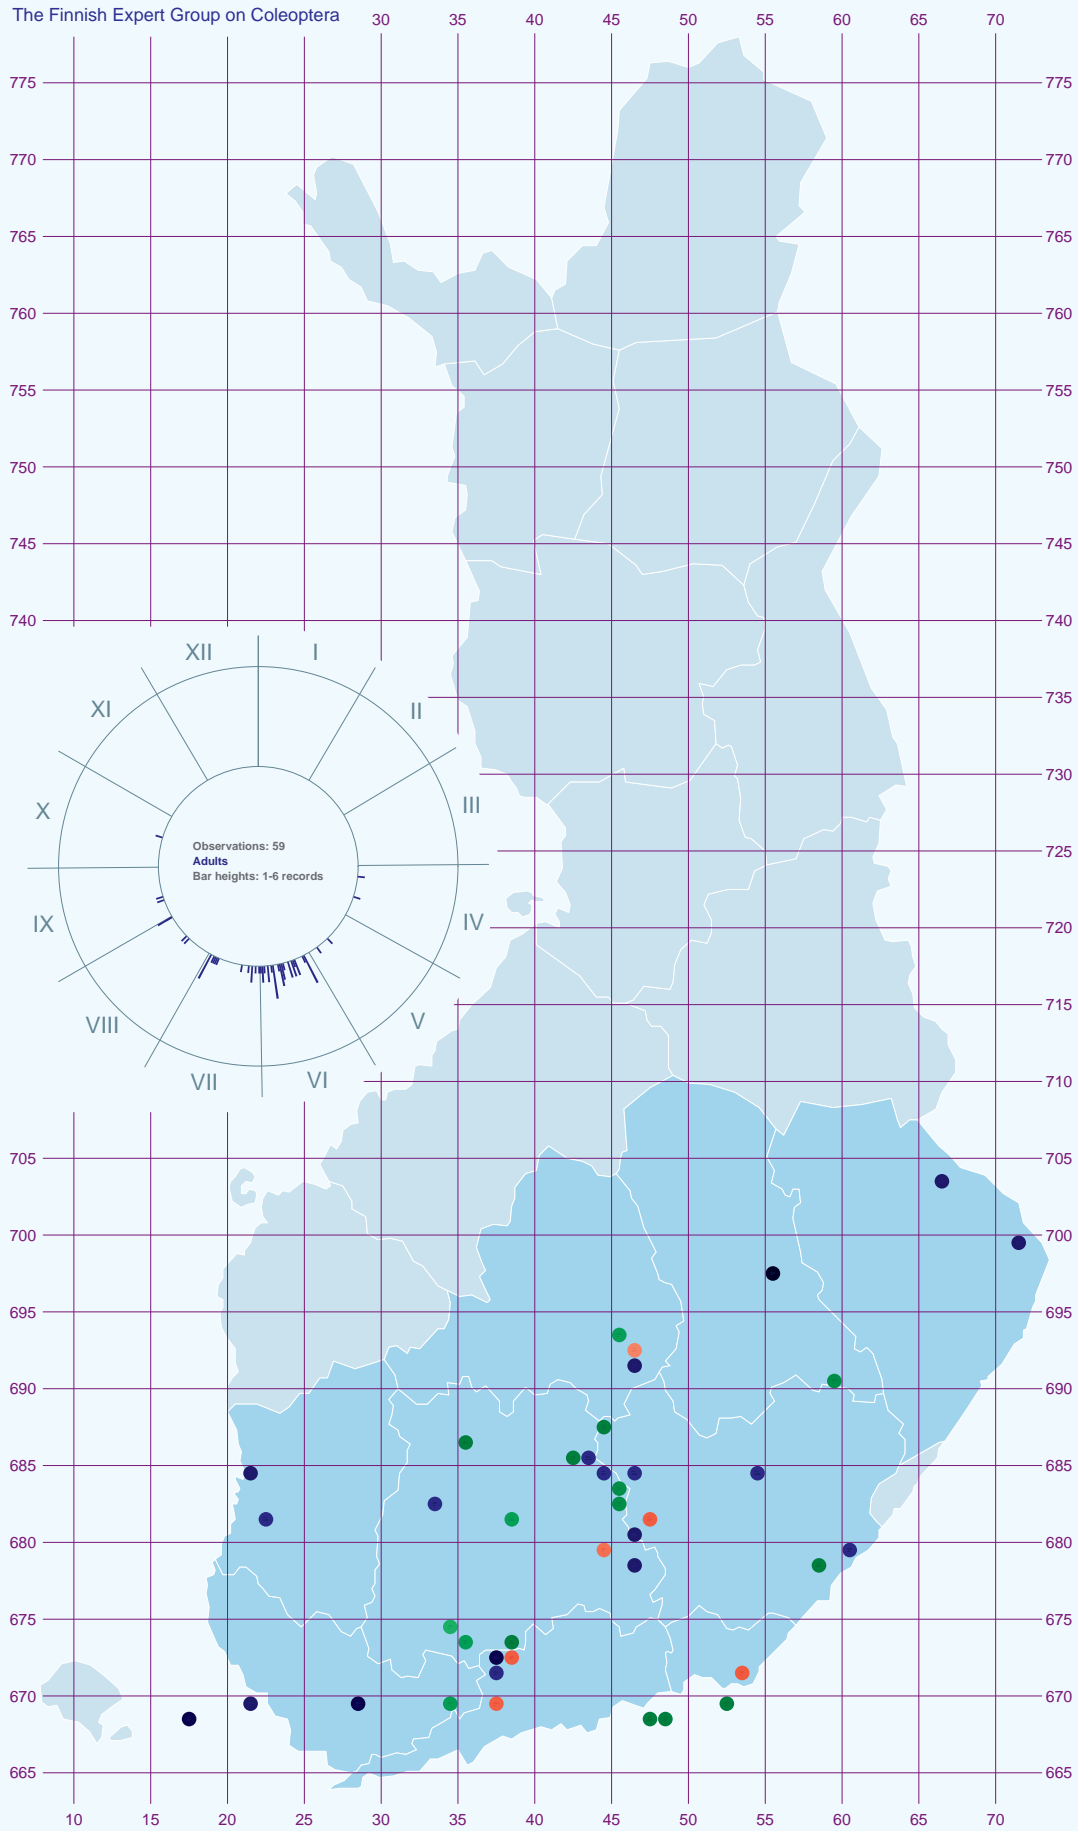 The Finnish Expert Group on Coleoptera 30 35 40 45 50 55 60 65 70
775 775
770 770
765 765
760 760
755 755
750 750
745 745
740 740
XII I
735
XI II
730
X III
725
Observations: 59
Adults
Bar heights: 1-6 records
IX IV 720
VIII V 715
VII VI 710
705 705
700 700
695 695
690 690
685 685
680 680
675 675
670 670
665 665
10 15 20 25 30 35 40 45 50 55 60 65 70